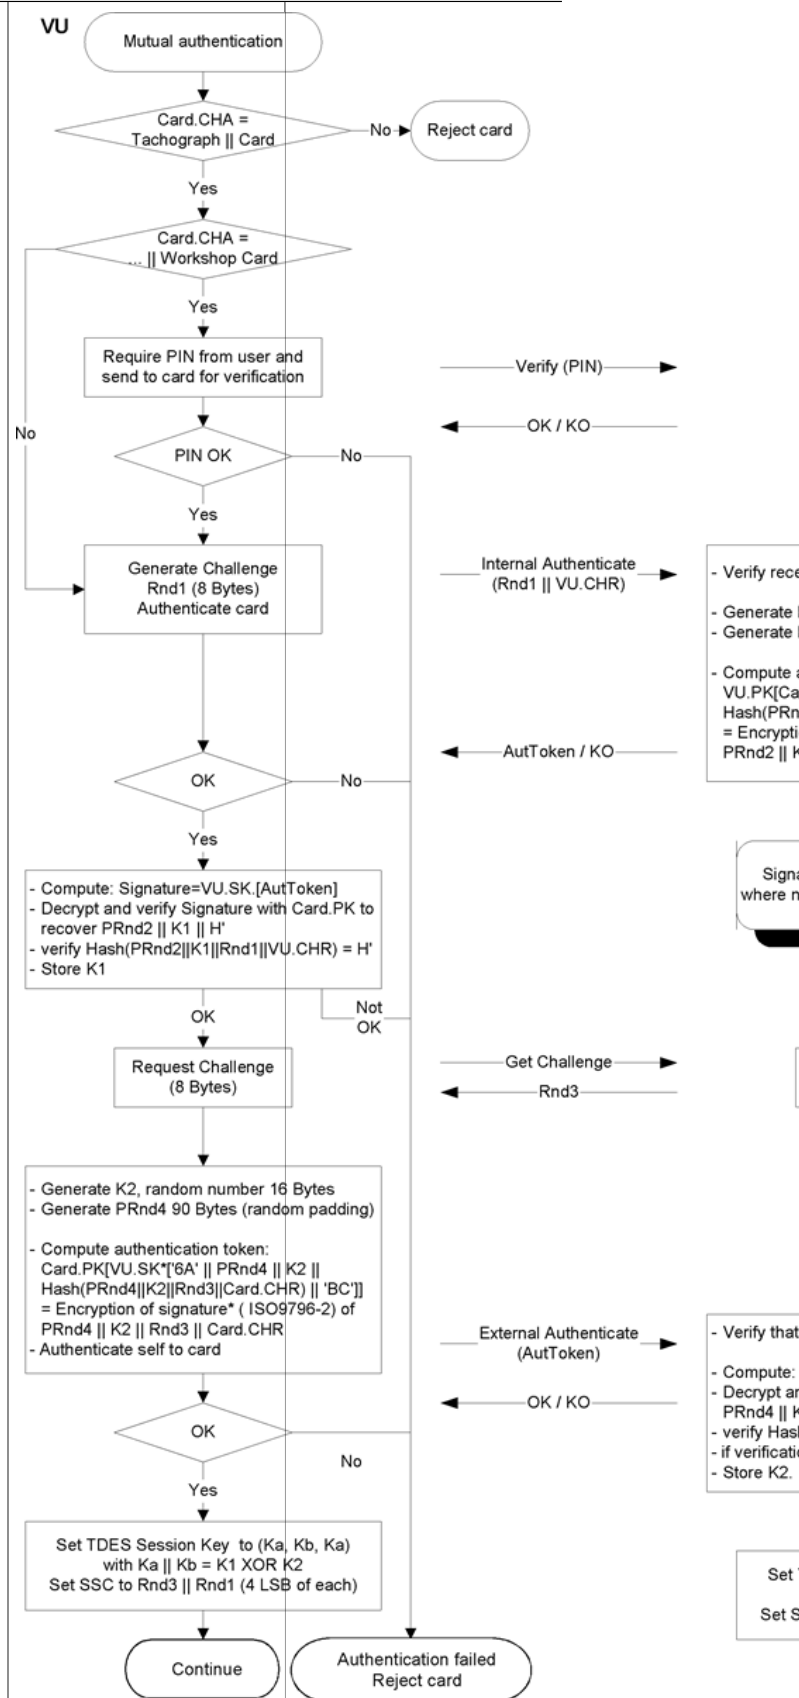 VU
Mutual authentication
Card.CHA =
Tachograph || Card
No
Reject card
Yes
Card.CHA =
... || Workshop Card
Yes
Require PIN from user and
send to card for verification
Verify (PIN)
OK / KO
No
PIN OK
No
Yes
Generate Challenge
Rnd1 (8 Bytes)
Authenticate card
Internal Authenticate
(Rnd1 || VU.CHR)
- Verify rece
- Generate
- Generate
- Compute a
VU.PK[Ca
Hash(PRn
= Encrypti
PRnd2 || K
AutToken / KO
OK
No
Yes
- Compute: Signature=VU.SK.[AutToken]
- Decrypt and verify Signature with Card.PK to
recover PRnd2 || K1 || H'
- verify Hash(PRnd2||K1||Rnd1||VU.CHR) = H'
- Store K1
Signa
where n
OK
Not
OK
Request Challenge
(8 Bytes)
Get Challenge
Rnd3
- Generate K2, random number 16 Bytes
- Generate PRnd4 90 Bytes (random padding)
- Compute authentication token:
Card.PK[VU.SK*['6A' || PRnd4 || K2 ||
Hash(PRnd4||K2||Rnd3||Card.CHR) || 'BC']]
= Encryption of signature* ( ISO9796-2) of
PRnd4 || K2 || Rnd3 || Card.CHR
- Authenticate self to card
External Authenticate
(AutToken)
OK / KO
- Verify that
- Compute:
- Decrypt an
PRnd4 || K
- verify Hash
- if verificatio
- Store K2.
OK
No
Yes
Set TDES Session Key to (Ka, Kb, Ka)
with Ka || Kb = K1 XOR K2
Set SSC to Rnd3 || Rnd1 (4 LSB of each)
Set
Set S
Continue
Authentication failed
Reject card